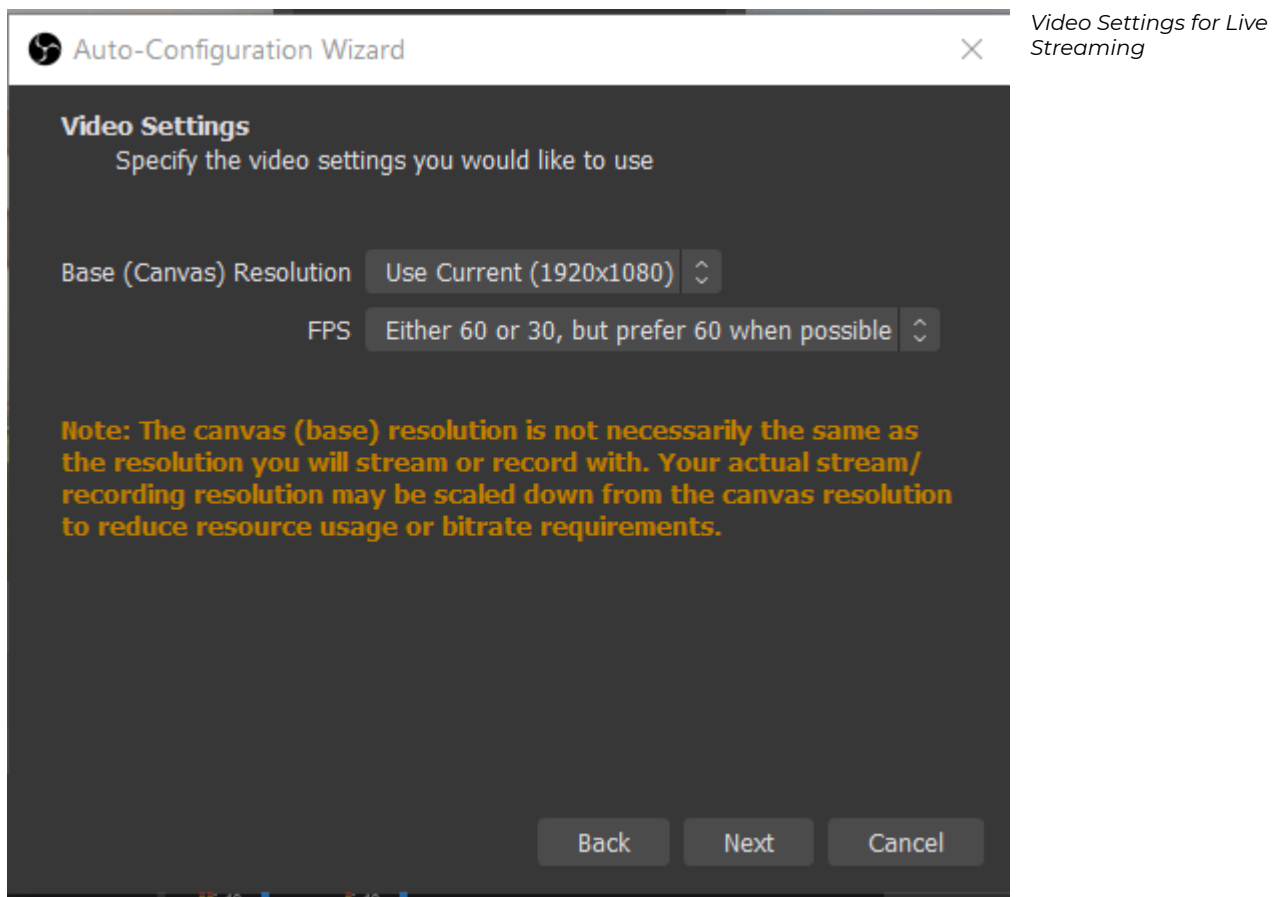 Auto-Configuration Wizard
Video Settings for Live
Streaming
Video Settings
Specify the video settings you would like to use
Base (Canvas) Resolution Use Current (1920x1080)
FPS Either 60 or 30, but prefer 60 when possible
Note: The canvas (base) resolution is not necessarily the same as
the resolution you will stream or record with. Your actual stream/
recording resolution may be scaled down from the canvas resolution
to reduce resource usage or bitrate requirements.
Back Next Cancel